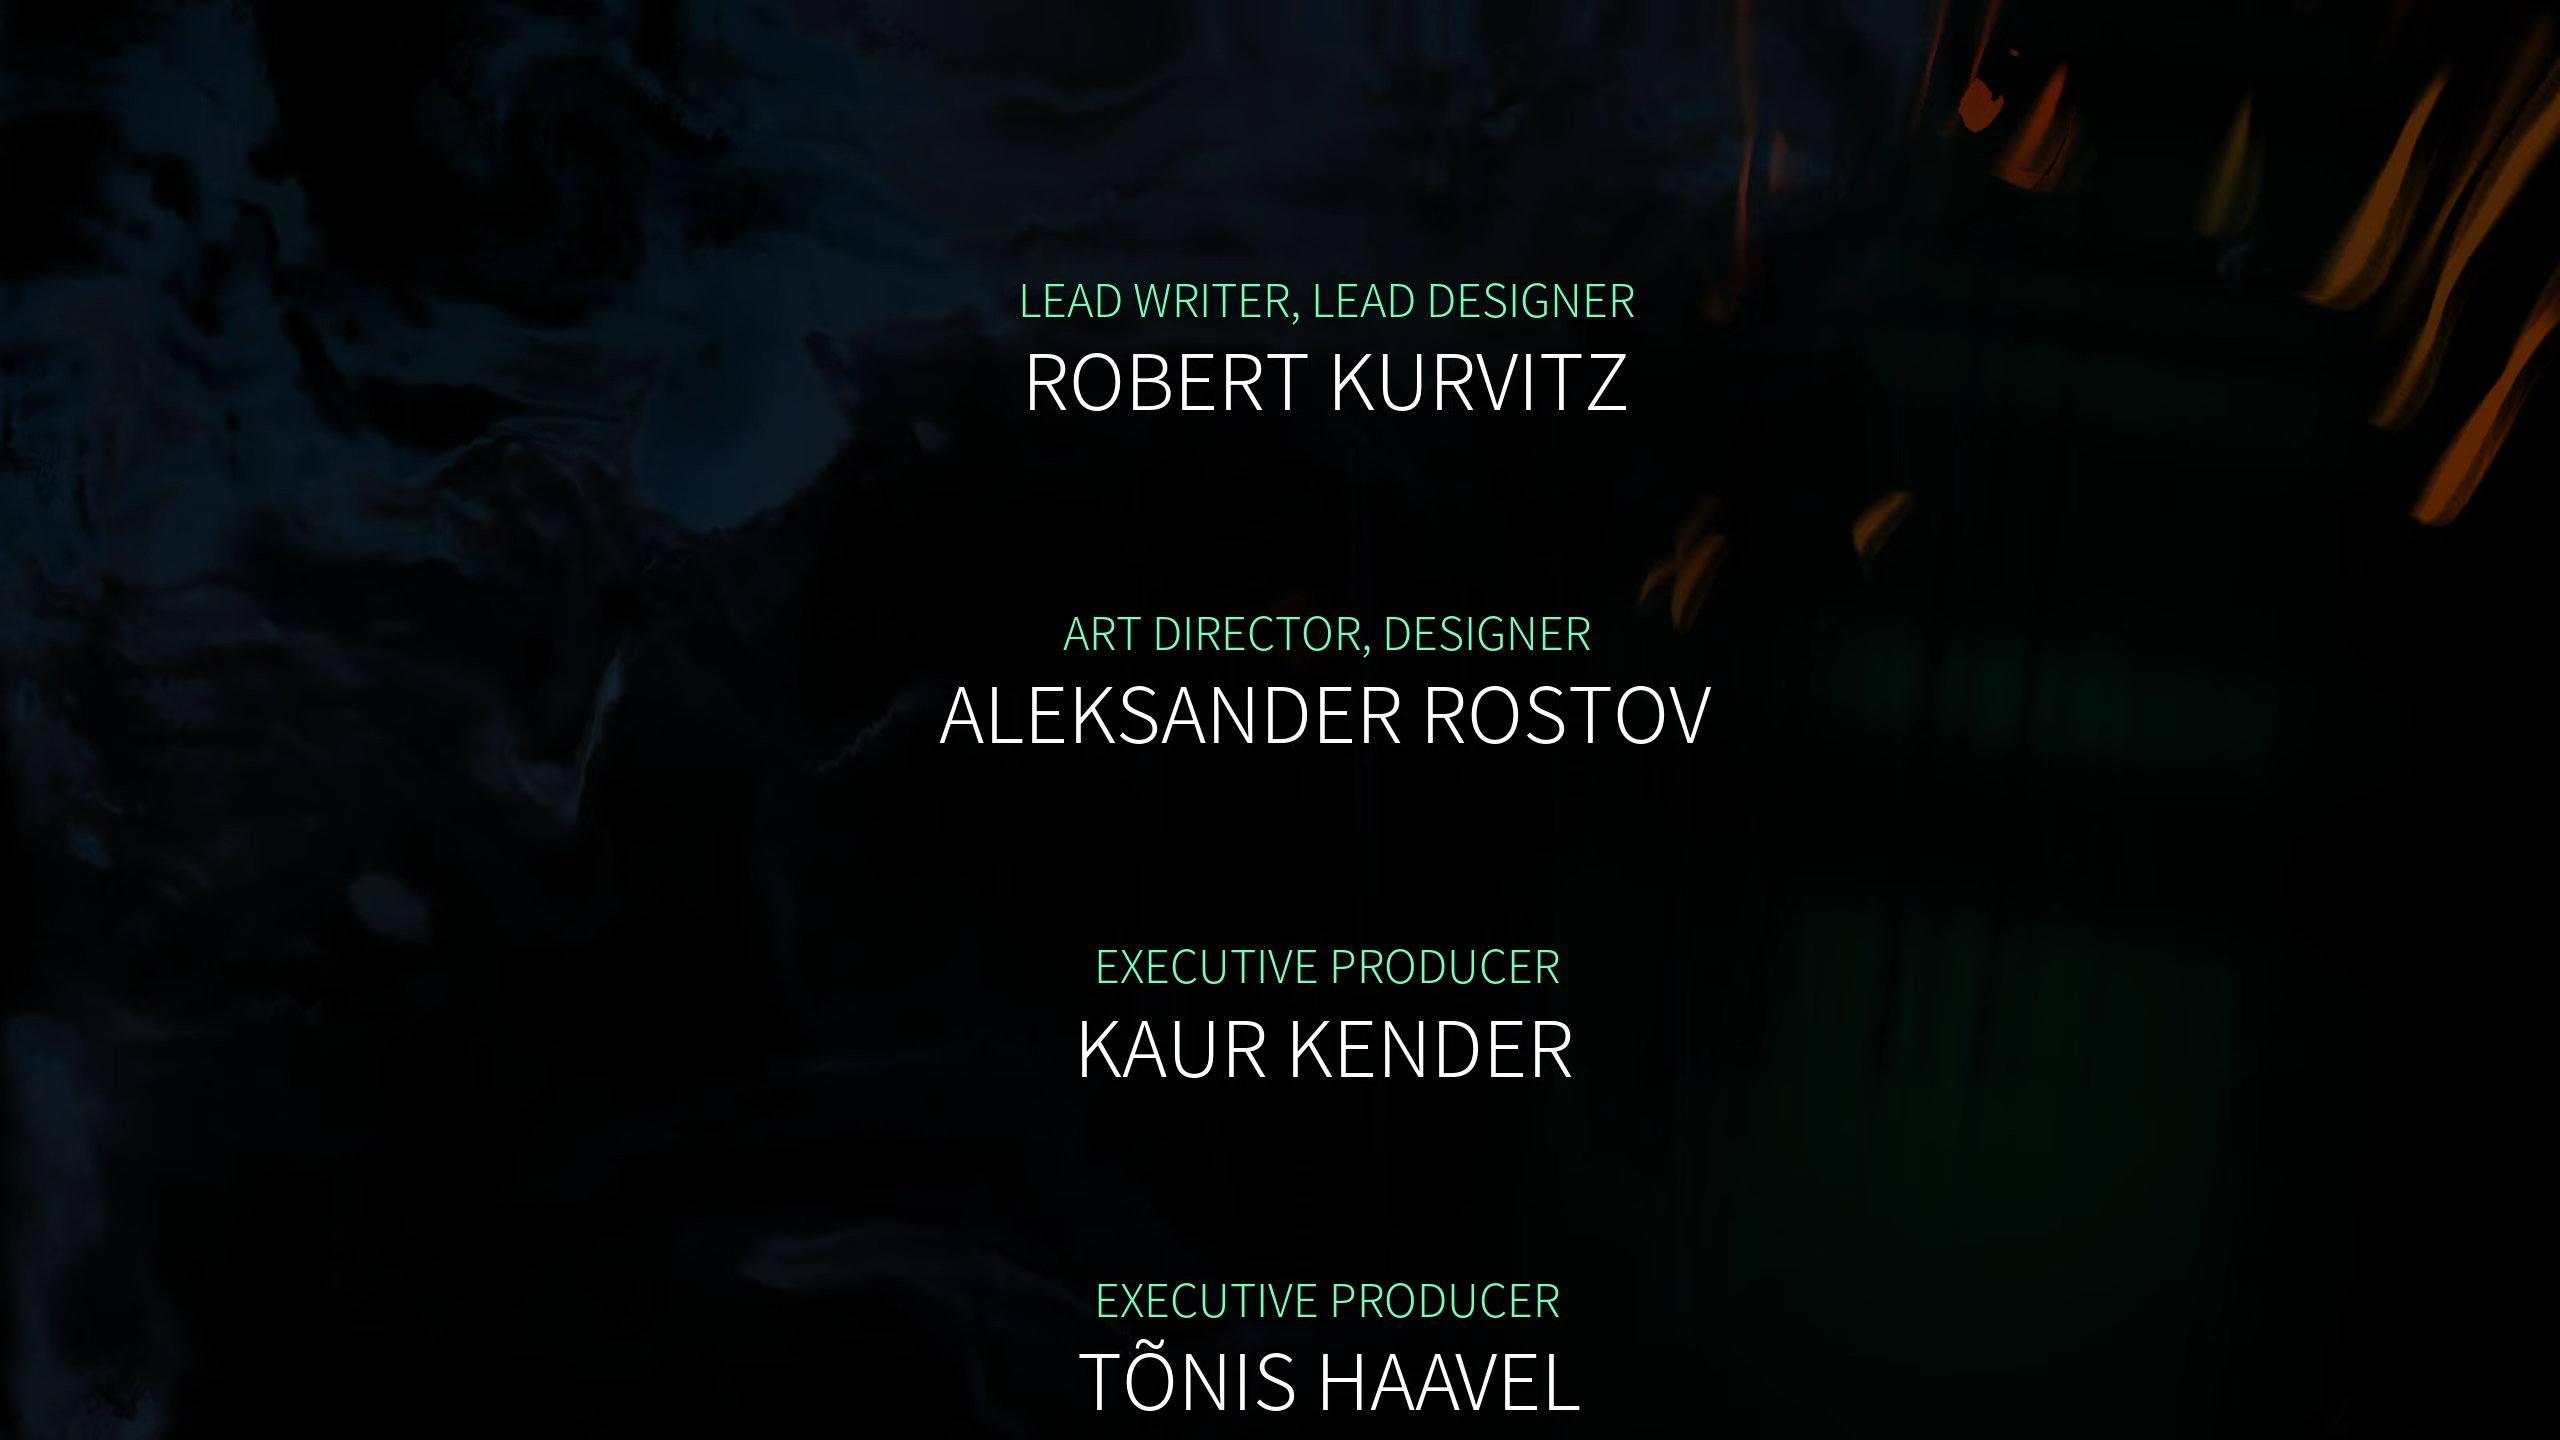 LEAD WRITER, LEAD DESIGNER
ROBERT KURVITZ
ART DIRECTOR, DESIGNER
ALEKSANDER ROSTOV
EXECUTIVE PRODUCER
KAUR KENDER
EXECUTIVE PRODUCER
TÕNIS HAAVEL